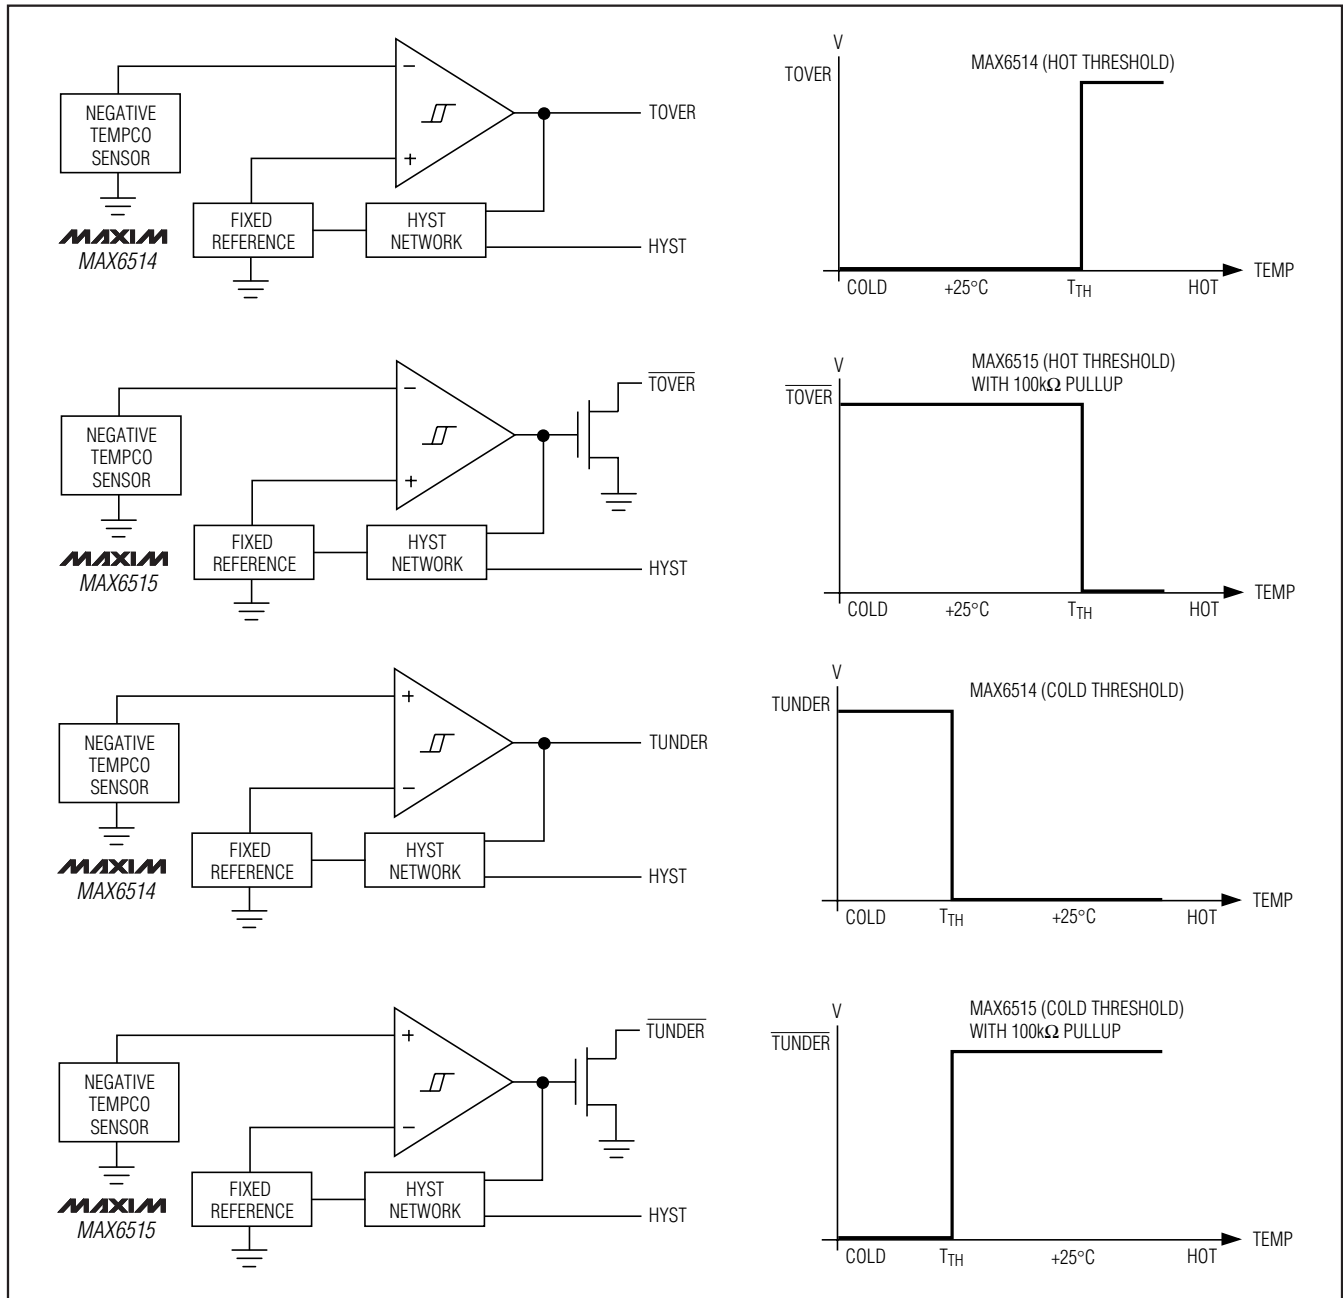 −
NEGATIVE
TEMPCO
SENSOR
+
TOVER
FIXED
REFERENCE
HYST
NETWORK
HYST
MAXIM
MAX6514
V
TOVER
MAX6514 (HOT THRESHOLD)
COLD
+25°C
TTH
HOT
TEMP
−
NEGATIVE
TEMPCO
SENSOR
+
TOVER
FIXED
REFERENCE
HYST
NETWORK
HYST
MAXIM
MAX6515
V
TOVER
MAX6515 (HOT THRESHOLD)
WITH 100kΩ PULLUP
COLD
+25°C
TTH
HOT
TEMP
+
NEGATIVE
TEMPCO
SENSOR
−
TUNDER
FIXED
REFERENCE
HYST
NETWORK
HYST
MAXIM
MAX6514
V
TUNDER
MAX6514 (COLD THRESHOLD)
COLD
TTH
+25°C
HOT
TEMP
+
NEGATIVE
TEMPCO
SENSOR
−
TUNDER
FIXED
REFERENCE
HYST
NETWORK
HYST
MAXIM
MAX6515
V
TUNDER
MAX6515 (COLD THRESHOLD)
WITH 100kΩ PULLUP
COLD
TTH
+25°C
HOT
TEMP